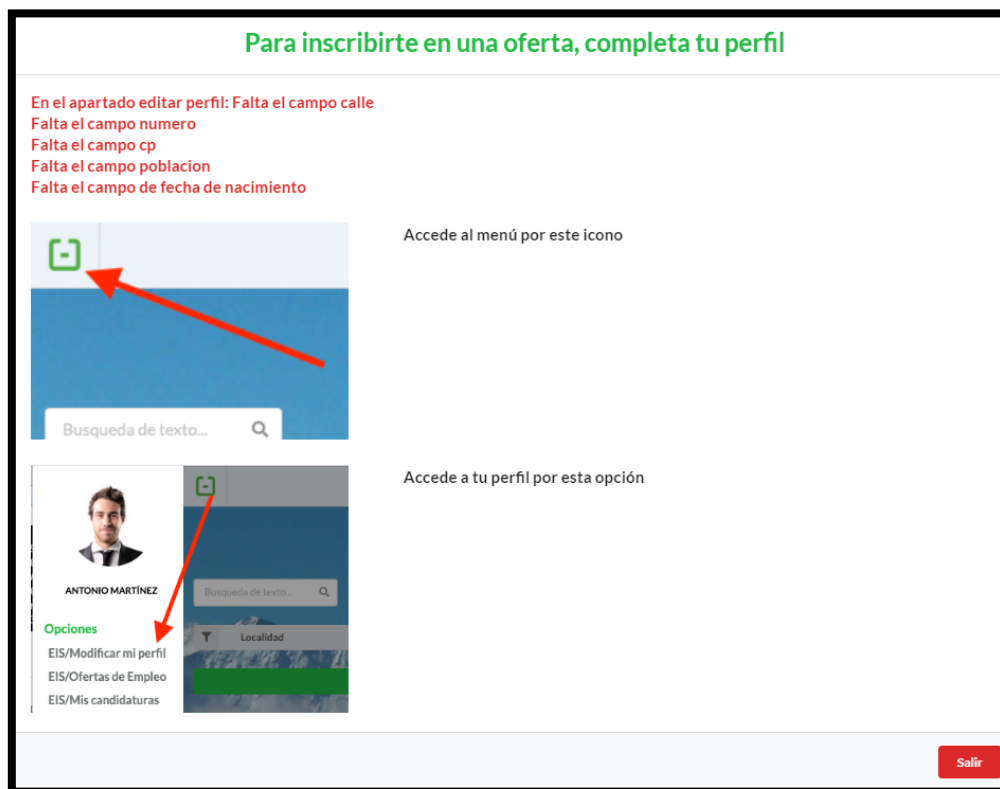 Para inscribirte en una oferta, completa tu perfil
En el apartado editar perfil: Falta el campo calle
Falta el campo numero
Falta el campo cp
Falta el campo poblacion
Falta el campo de fecha de nacimiento
Accede al menú por este icono
Busqueda de texto...
Accede a tu perfil por esta opción
ANTONIO MARTÍNEZ
Busqueda de texto...
Opciones
Localidad
EIS/Modificar mi perfil
EIS/Ofertas de Empleo
EIS/Mis candidaturas
Salir